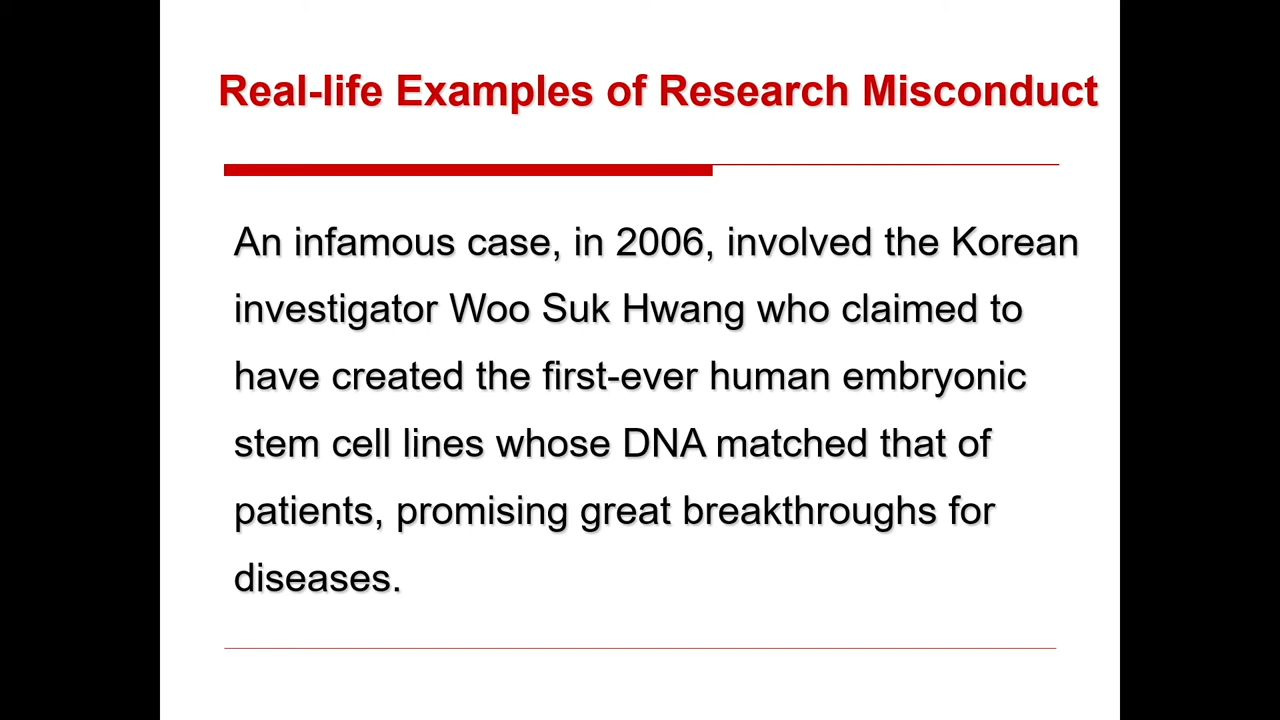 Real-life Examples of Research Misconduct
An infamous case, in 2006, involved the Korean
investigator Woo Suk Hwang who claimed to
have created the first-ever human embryonic
stem cell lines whose DNA matched that of
patients, promising great breakthroughs for
diseases.